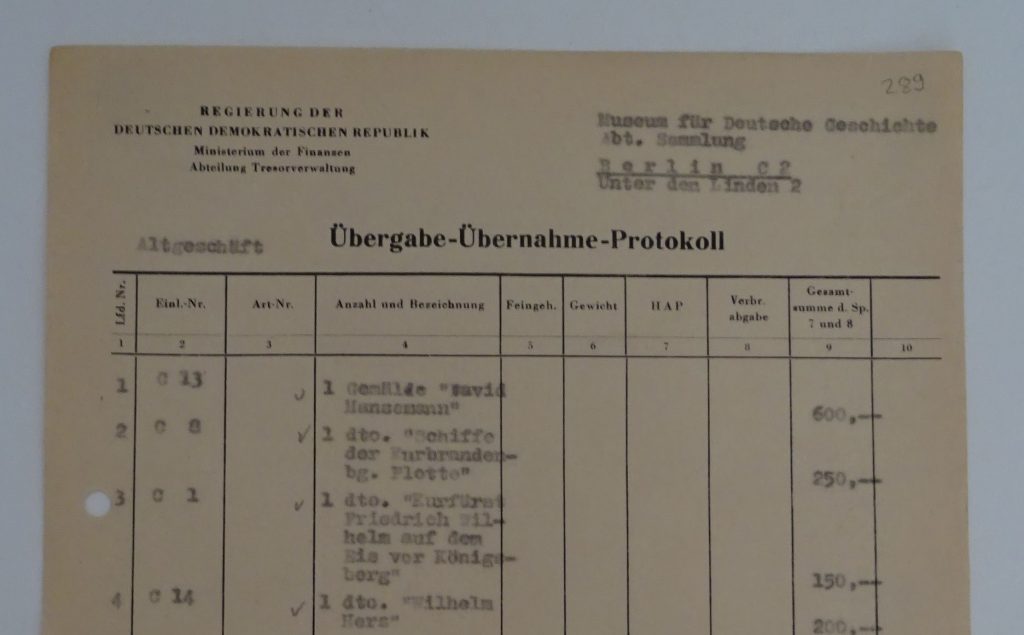 289
REGIERUNG DER
DEUTSCHEN DEMOKRATISCHEN REPUBLIK
Ministerium der Finanzen
Abteilung Tresorverwaltung
Museum für Deutsche Geschichte
Abt. Sammlung
Berlin C 2
Unter den Linden 2
Altgeschäft
Übergabe-Übernahme-Protokoll
Lfd. Nr. Einl.-Nr. Art-Nr. Anzahl und Bezeichnung Feingeh. Gewicht HAP Verbr. abgabe Gesamt- summe d. Sp. 7 und 8
1 2 3 4 5 6 7 8 9 10
1 C 13 1 Gemälde "David
Hansemann" 600,--
2 C 8 1 dto. "Schiffe
der Kurbranden-
bg. Flotte" 250,--
3 C 1 1 dto. "Kurfürst
Friedrich Wil-
helm auf dem
Eis vor Königs-
berg" 150,--
4 C 14 1 dto. "Wilhelm
Hers" 200,--